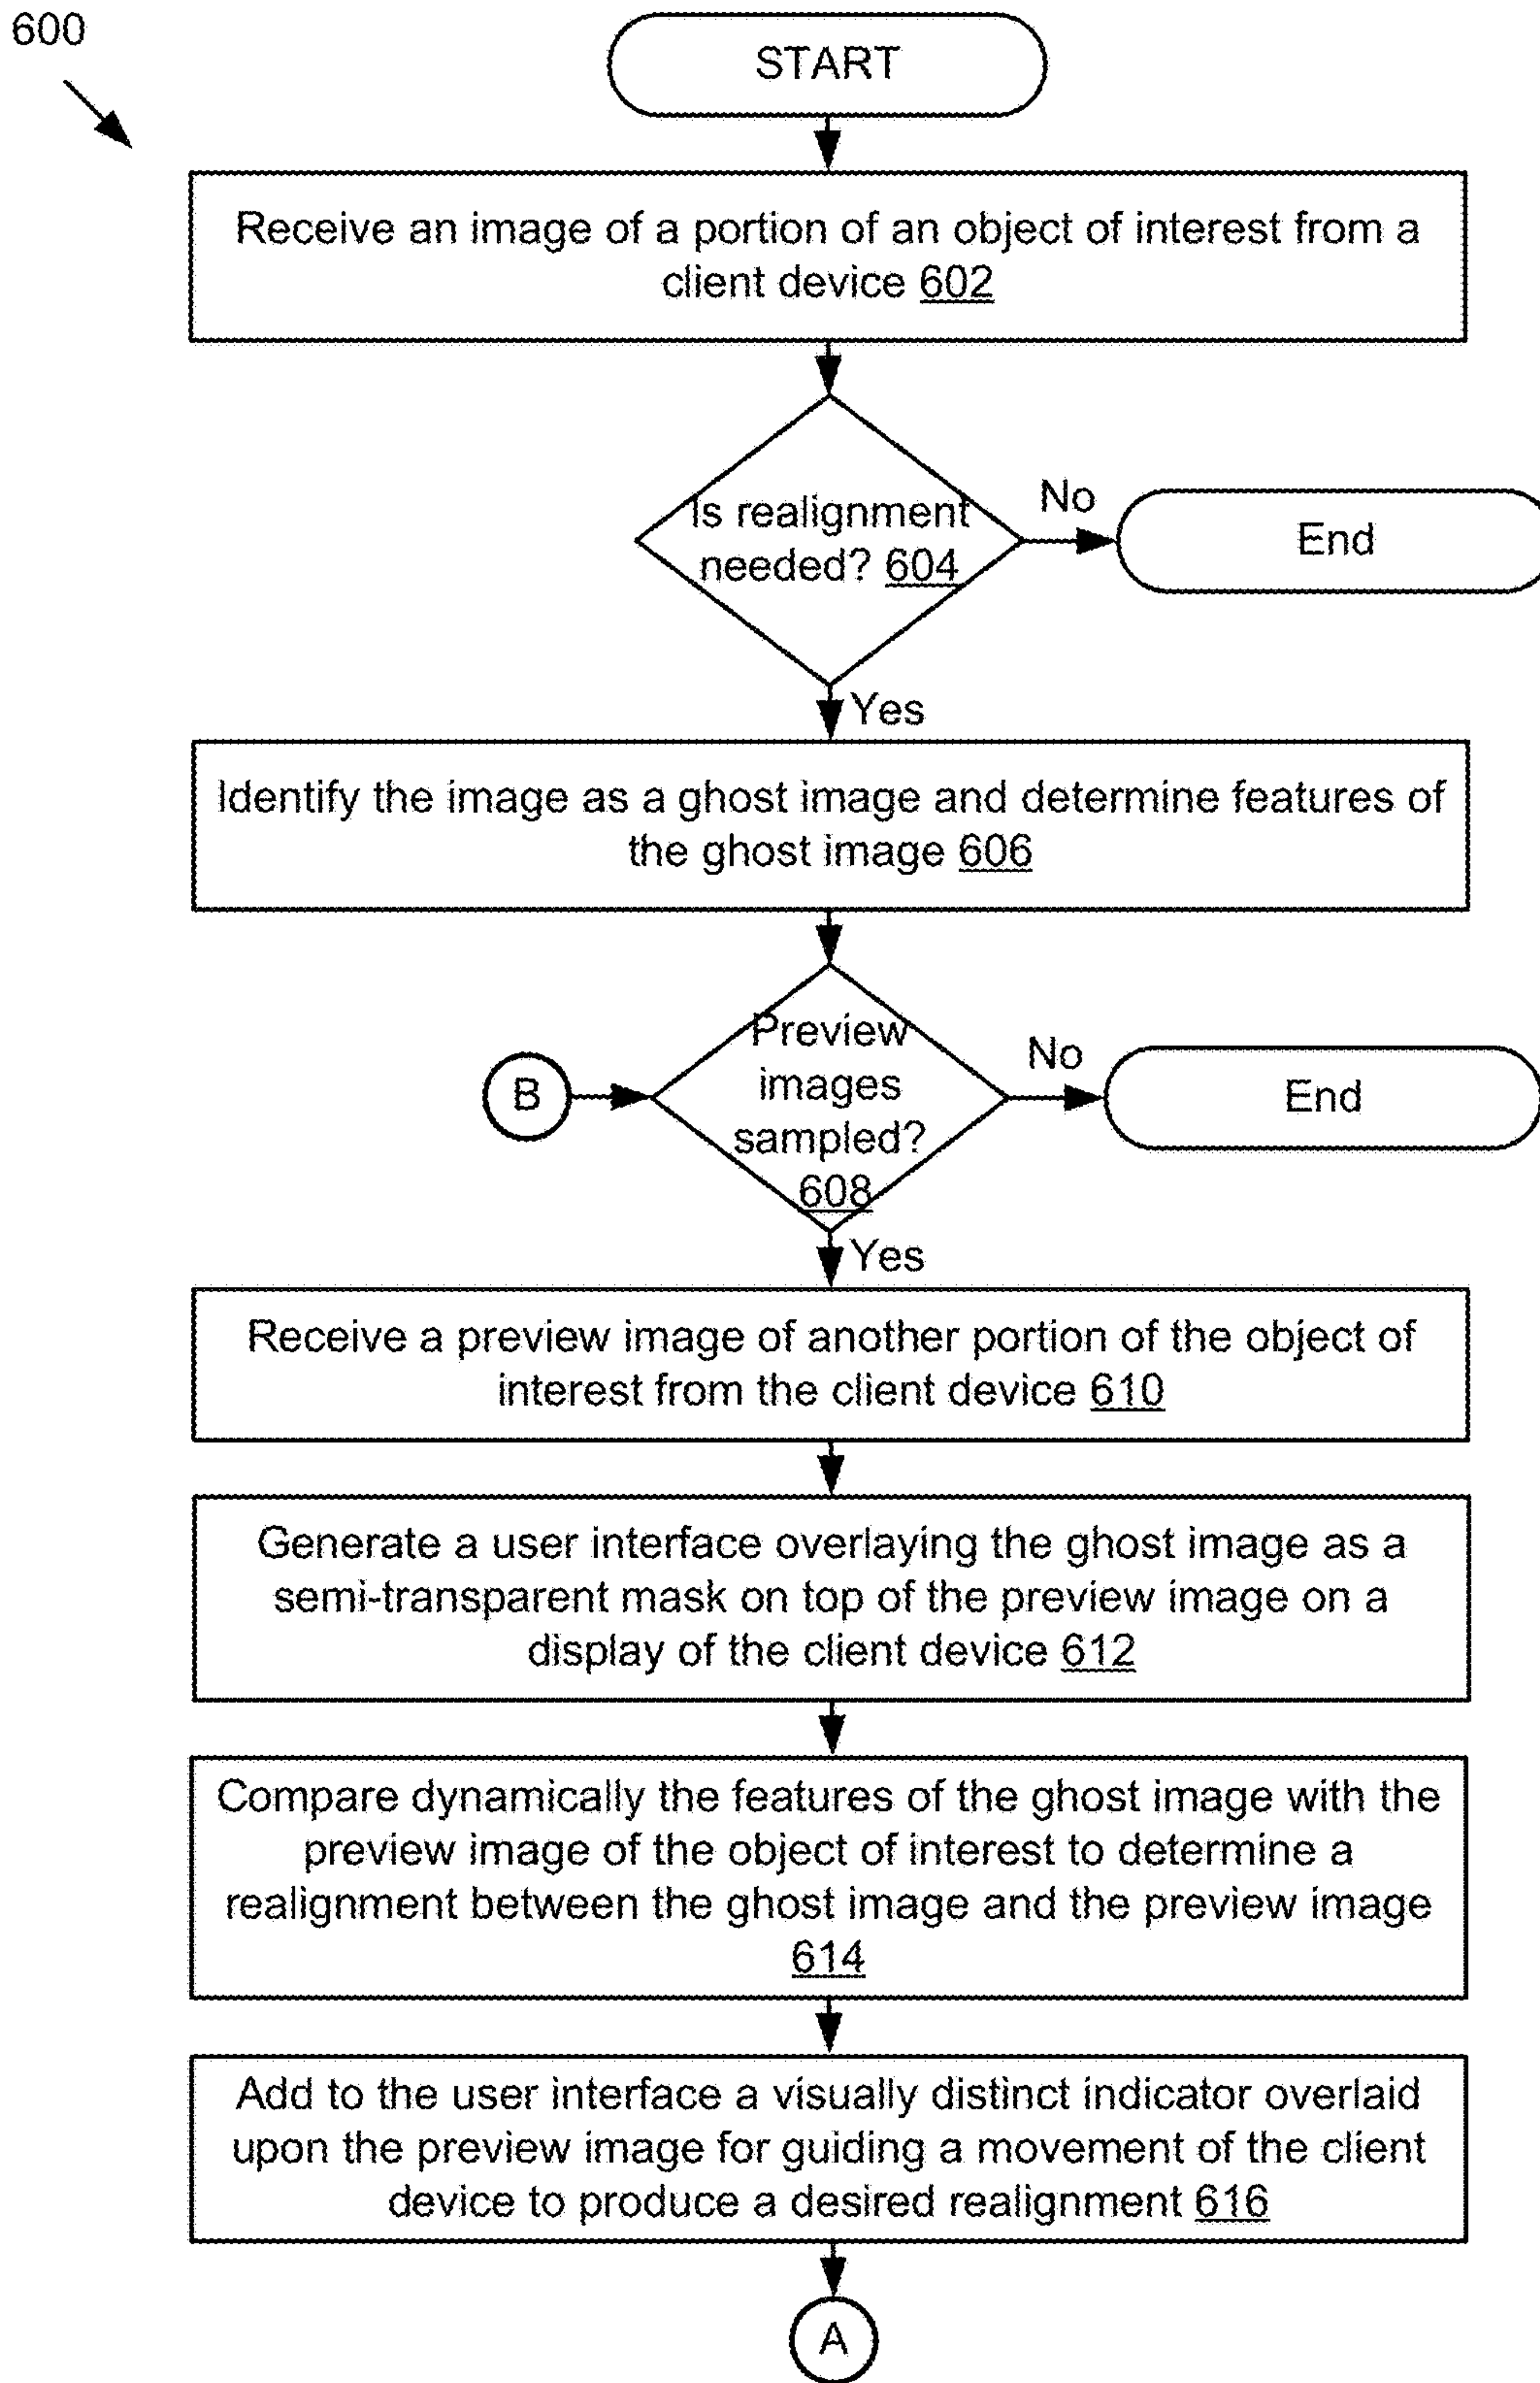 600
START
Receive an image of a portion of an object of interest from a
client device 602
Is realignment
needed? 604
No
End
Yes
Identify the image as a ghost image and determine features of
the ghost image 606
B
Preview
images
sampled?
608
No
End
Yes
Receive a preview image of another portion of the object of
interest from the client device 610
Generate a user interface overlaying the ghost image as a
semi-transparent mask on top of the preview image on a
display of the client device 612
Compare dynamically the features of the ghost image with the
preview image of the object of interest to determine a
realignment between the ghost image and the preview image
614
Add to the user interface a visually distinct indicator overlaid
upon the preview image for guiding a movement of the client
device to produce a desired realignment 616
A